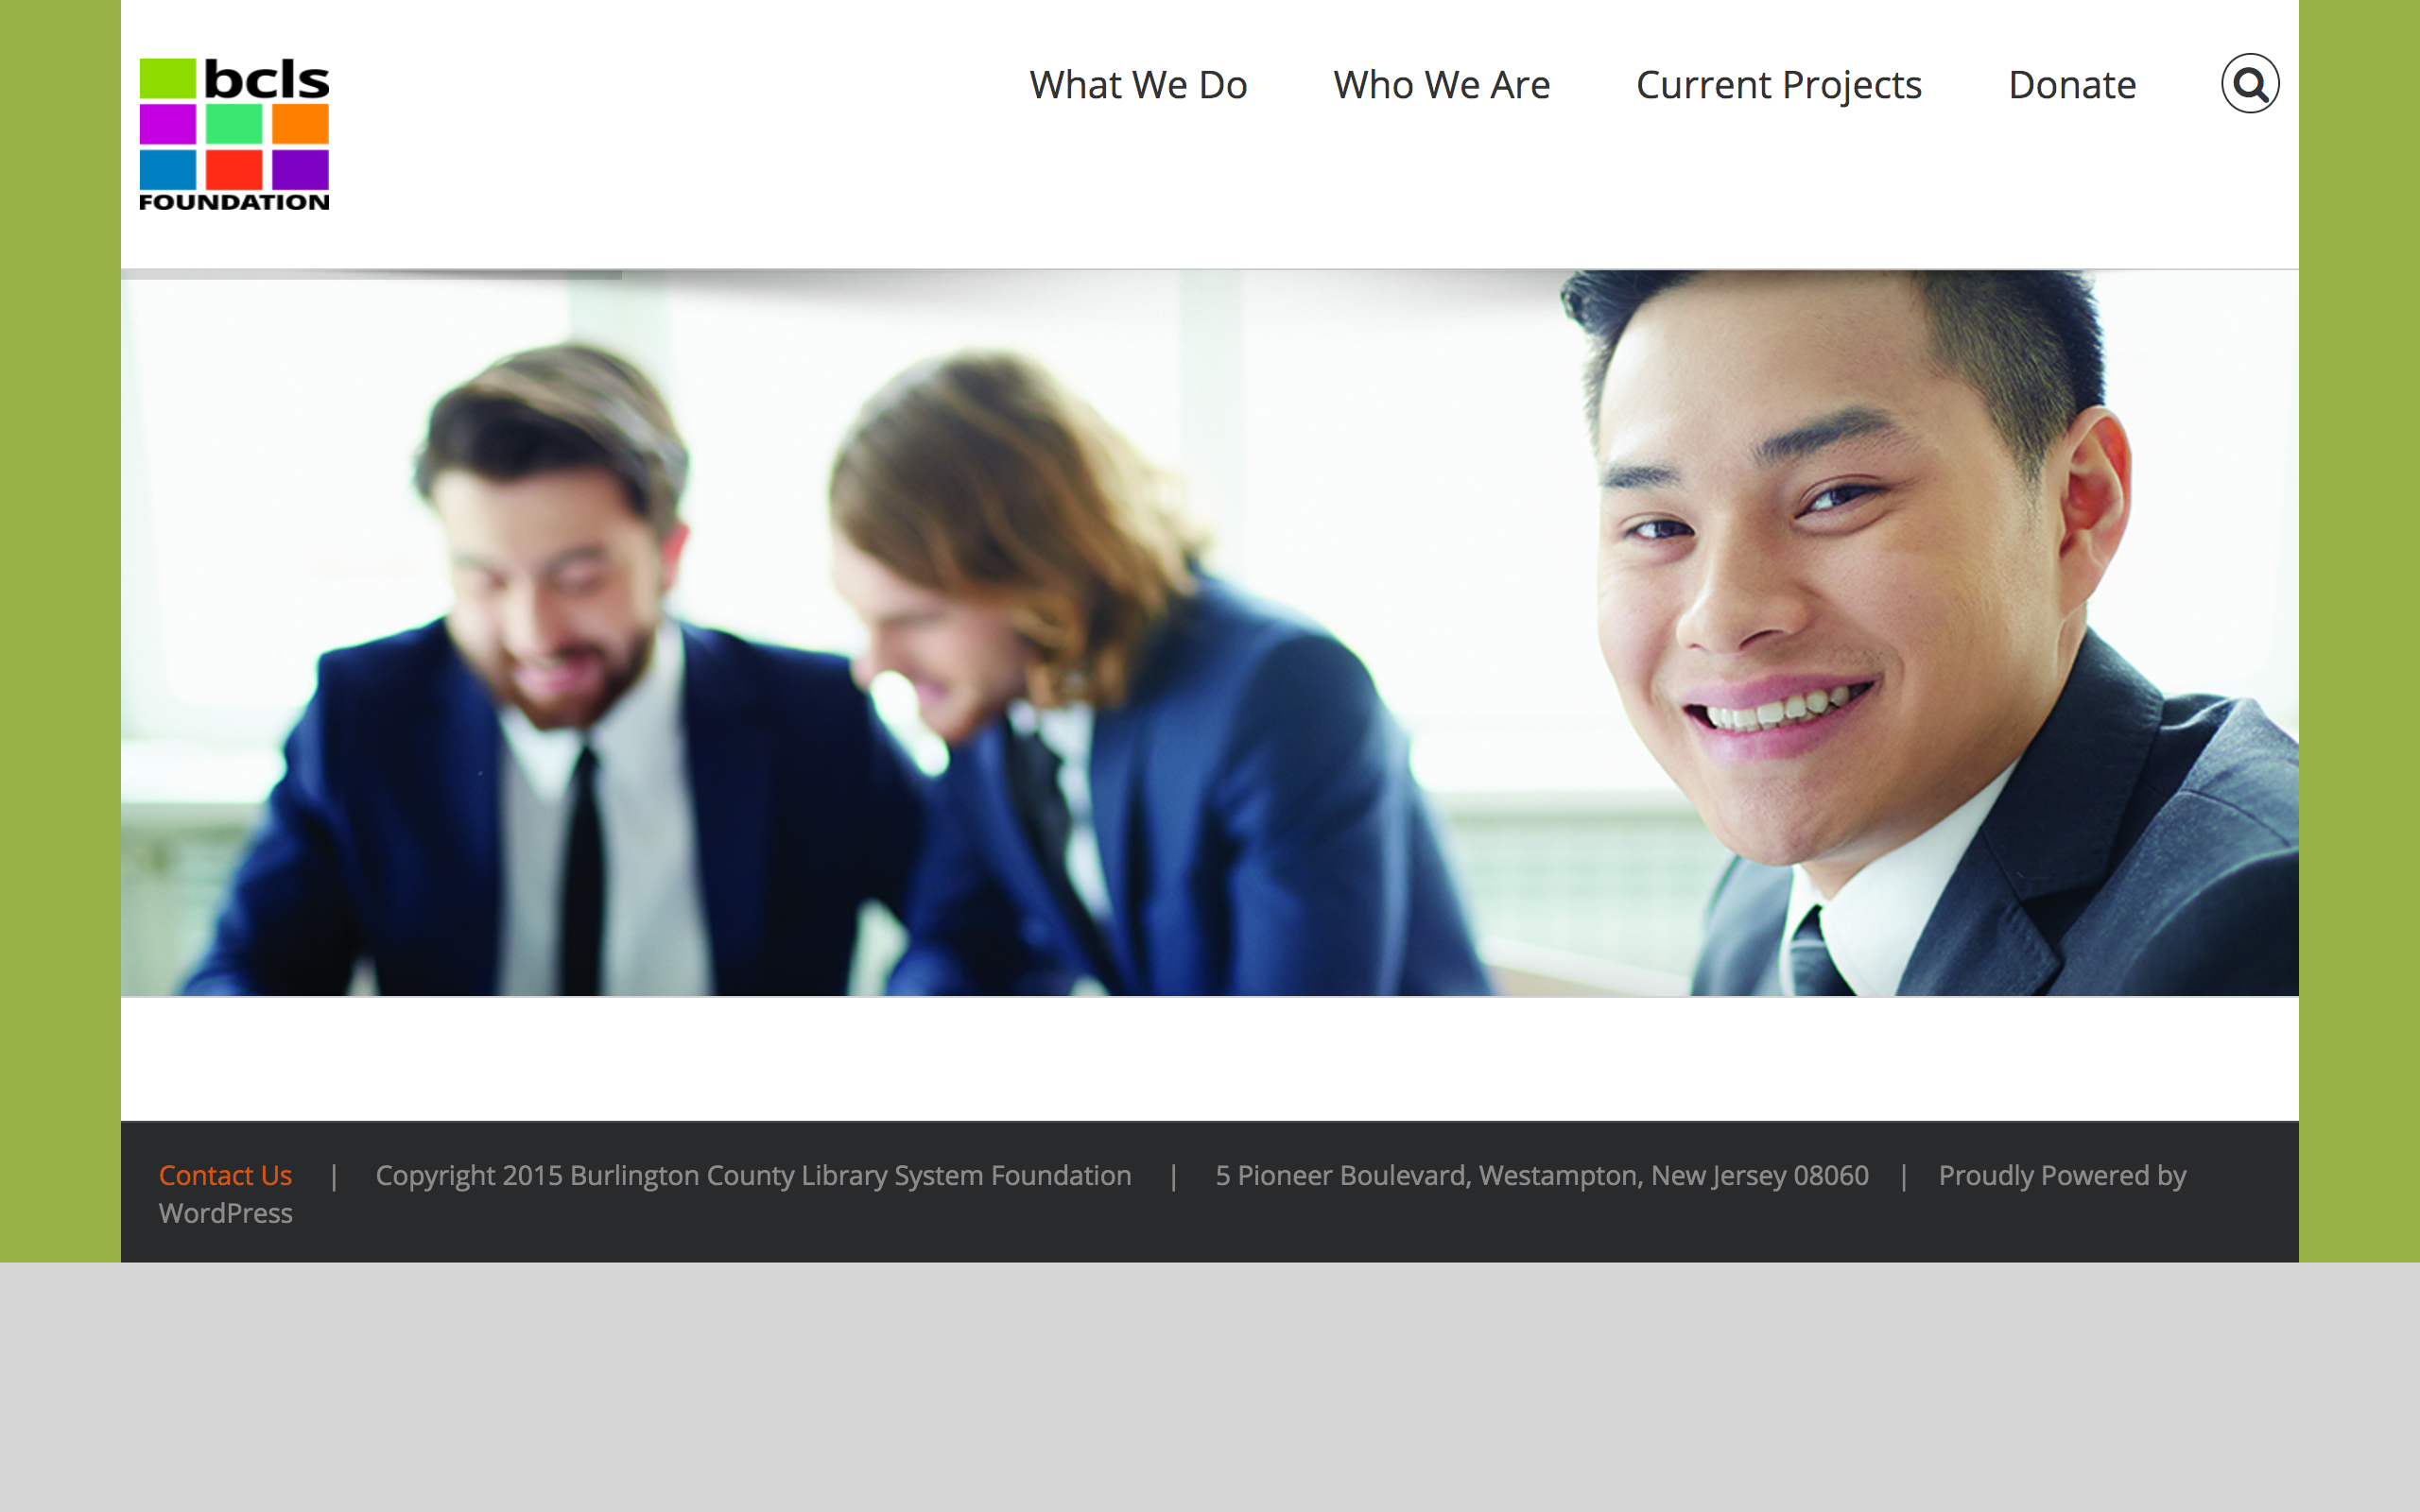 bcls
FOUNDATION
What We Do Who We Are Current Projects Donate
Contact Us | Copyright 2015 Burlington County Library System Foundation | 5 Pioneer Boulevard, Westampton, New Jersey 08060 | Proudly Powered by
WordPress